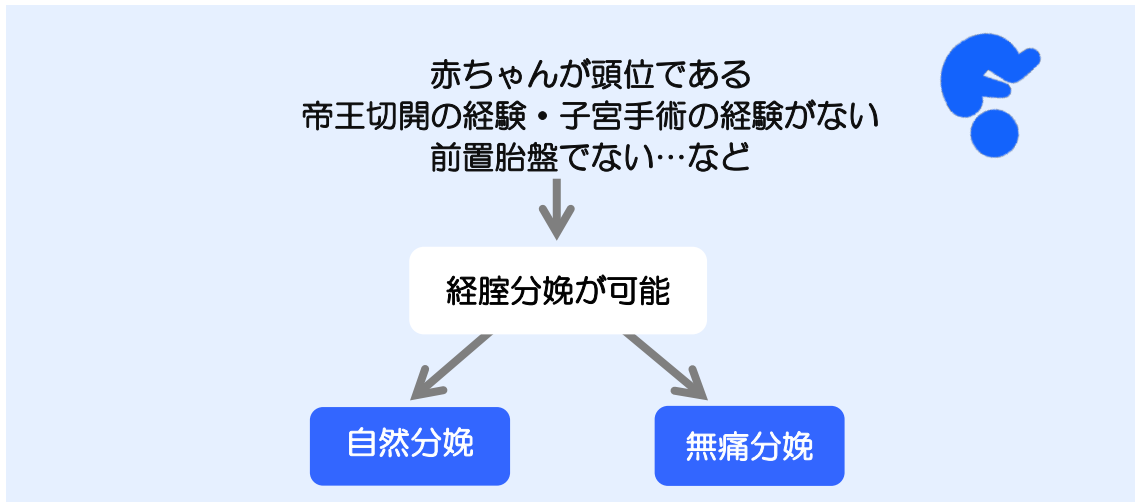 赤ちゃんが頭位である
帝王切開の経験・子宮手術の経験がない
前置胎盤でない…など
経腟分娩が可能
自然分娩
無痛分娩